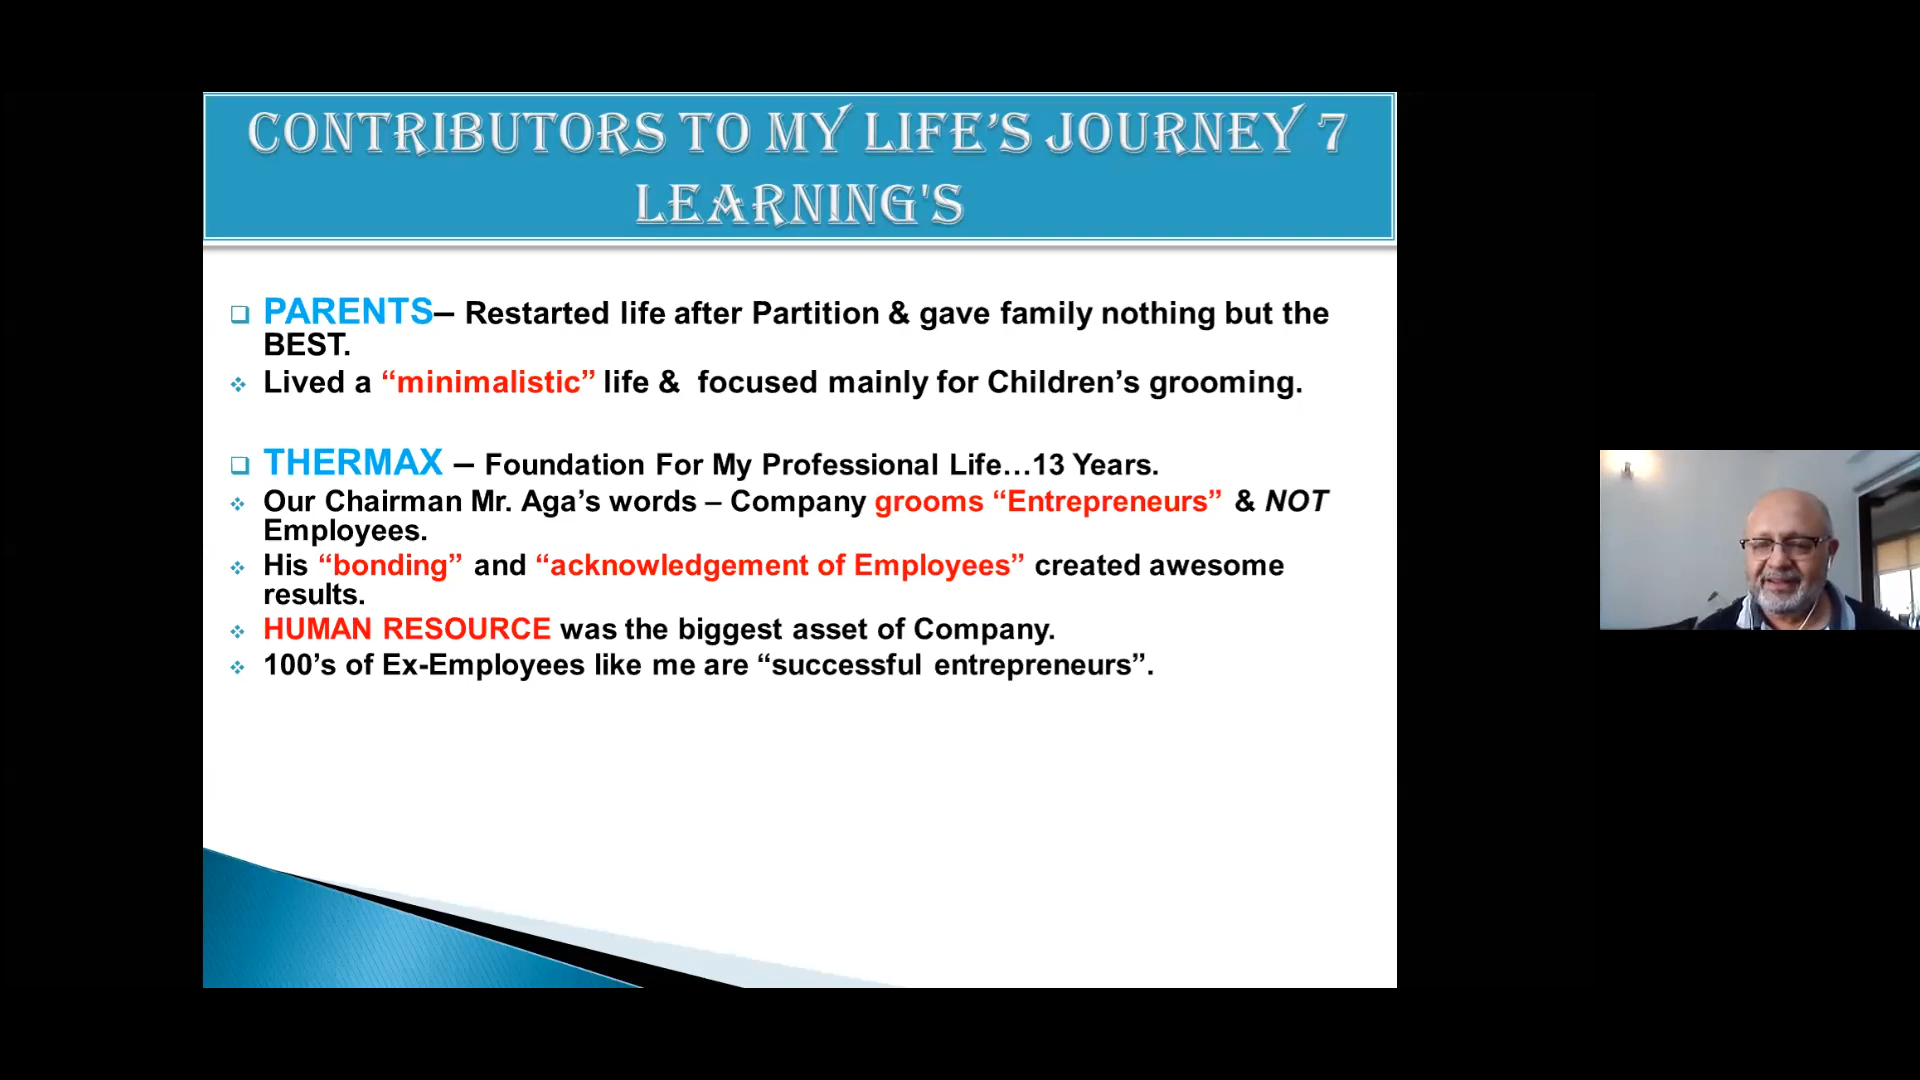 CONTRIBUTORS TO MY LIFE’S JOURNEY 7
LEARNING'S
PARENTS– Restarted life after Partition & gave family nothing but the
BEST.
Lived a “minimalistic” life & focused mainly for Children’s grooming.
THERMAX – Foundation For My Professional Life…13 Years.
Our Chairman Mr. Aga’s words – Company grooms “Entrepreneurs” & NOT
Employees.
His “bonding” and “acknowledgement of Employees” created awesome
results.
HUMAN RESOURCE was the biggest asset of Company.
100’s of Ex-Employees like me are “successful entrepreneurs”.